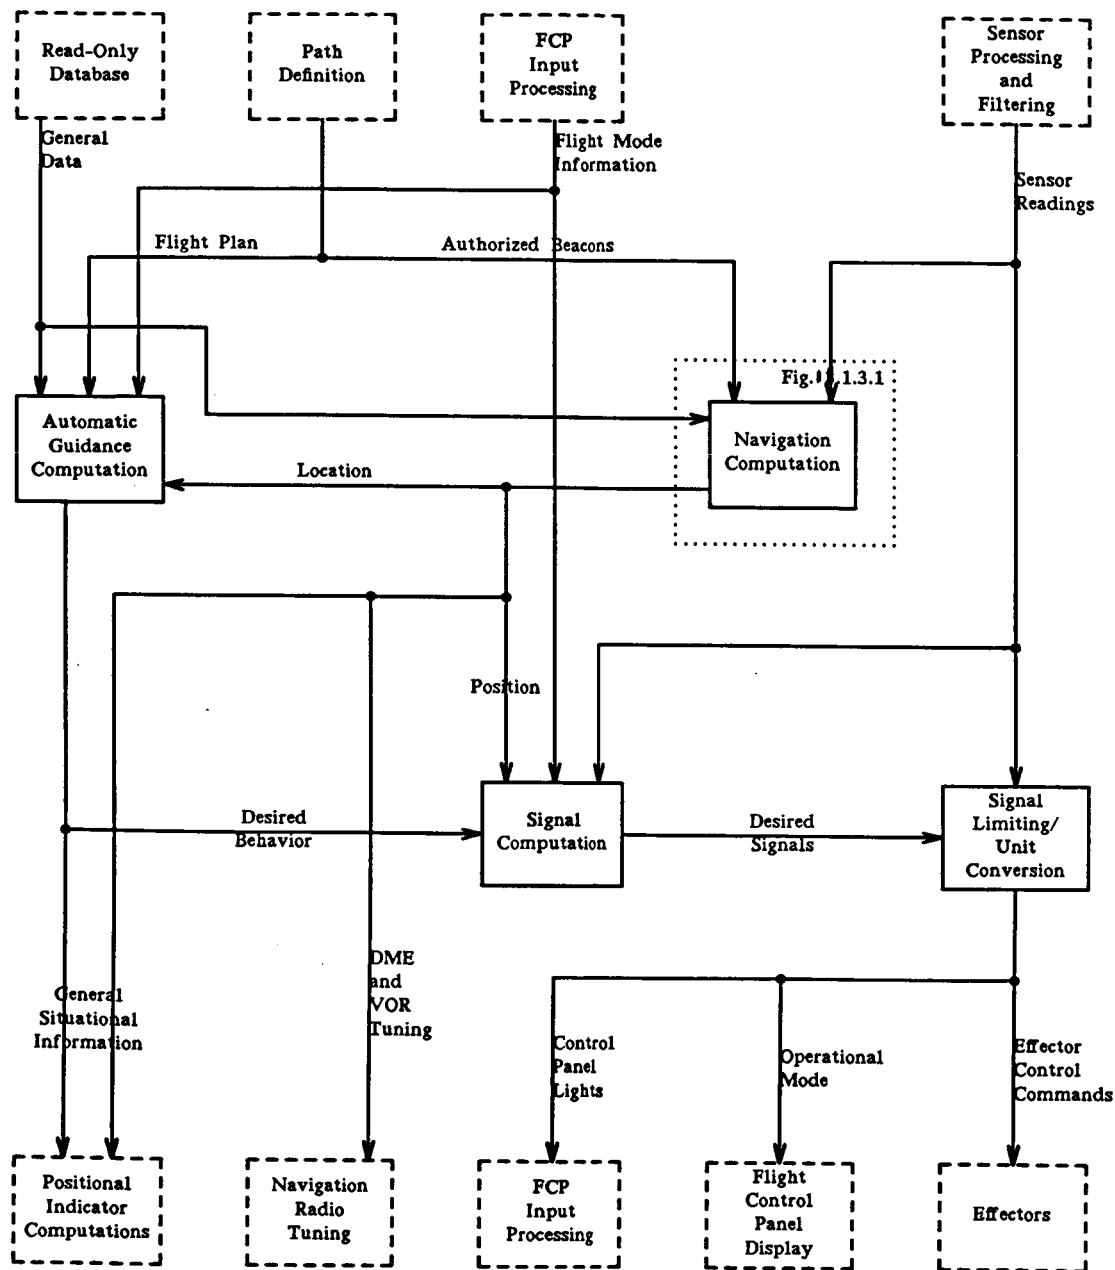 Read-Only
Database
Path
Definition
FCP
Input
Processing
Sensor
Processing
and
Filtering
General
Data
Flight Mode
Information
Sensor
Readings
Flight Plan
Authorized Beacons
Fig. 1.3.1
Automatic
Guidance
Computation
Navigation
Computation
Location
Position
Desired
Behavior
Signal
Computation
Desired
Signals
Signal
Limiting/
Unit
Conversion
DME
and
VOR
Tuning
General
Situational
Information
Control
Panel
Lights
Operational
Mode
Effector
Control
Commands
Positional
Indicator
Computations
Navigation
Radio
Tuning
FCP
Input
Processing
Flight
Control
Panel
Display
Effectors